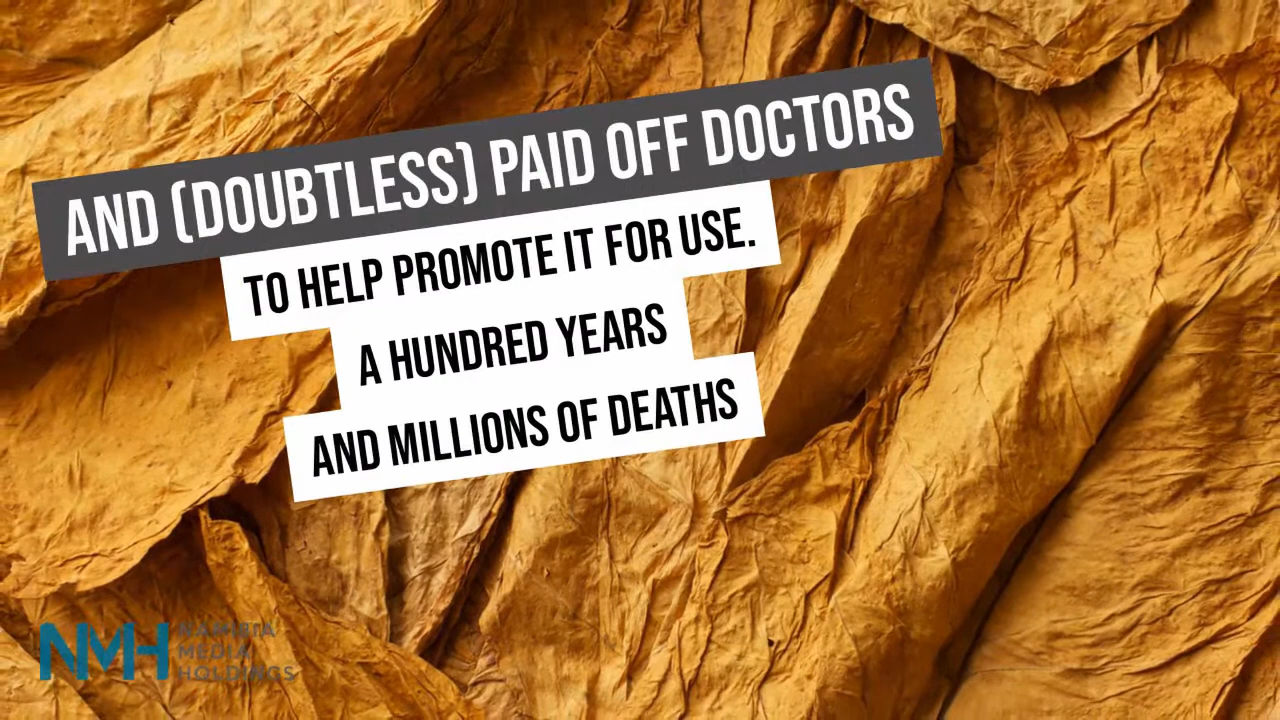 AND (DOUBTLESS) PAID OFF DOCTORS
TO HELP PROMOTE IT FOR USE.
A HUNDRED YEARS
AND MILLIONS OF DEATHS
NMH
NAMIBIA
MEDIA
HOLDINGS